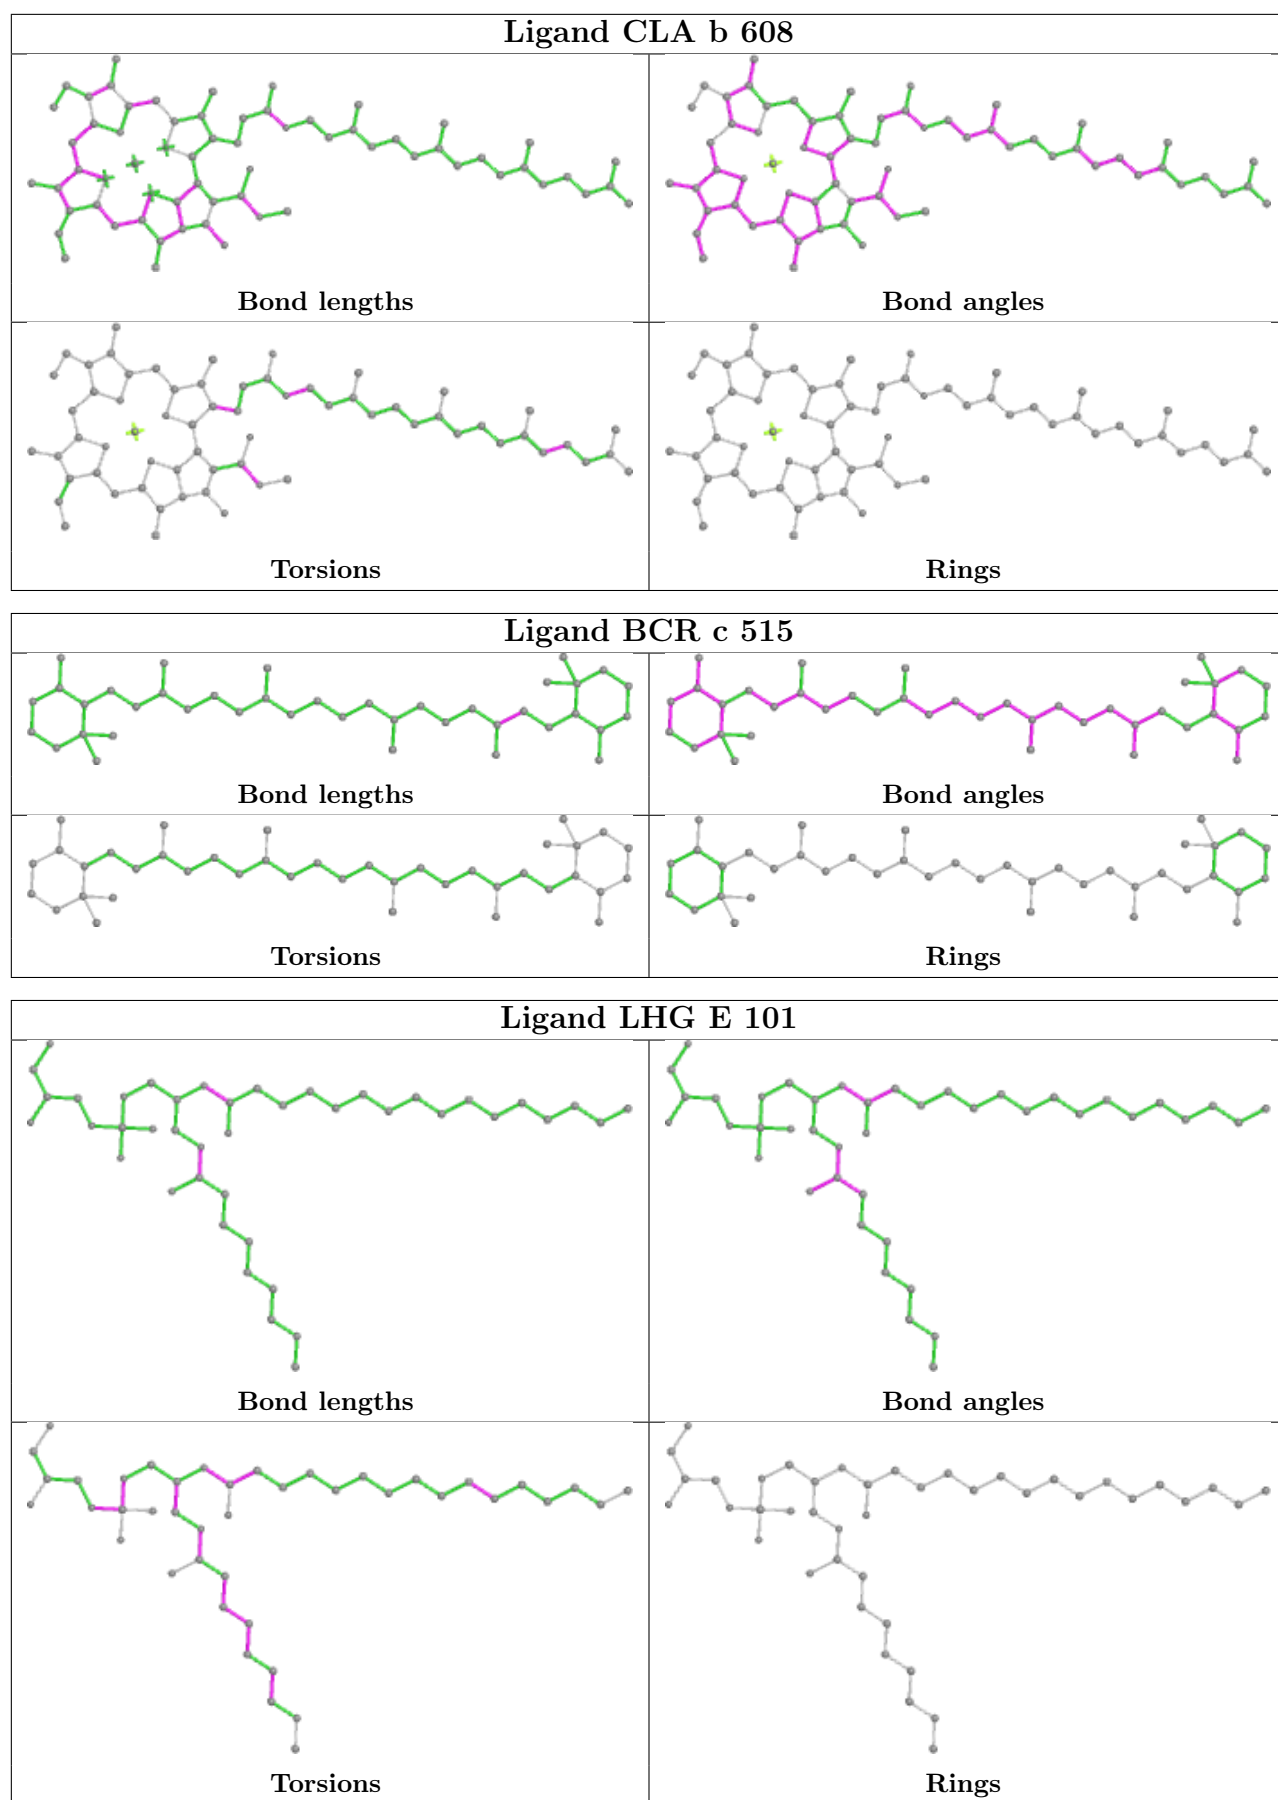 Ligand CLA b 608
Bond lengths
Bond angles
Torsions
Rings
Ligand BCR c 515
Bond lengths
Bond angles
Torsions
Rings
Ligand LHG E 101
Bond lengths
Bond angles
Torsions
Rings